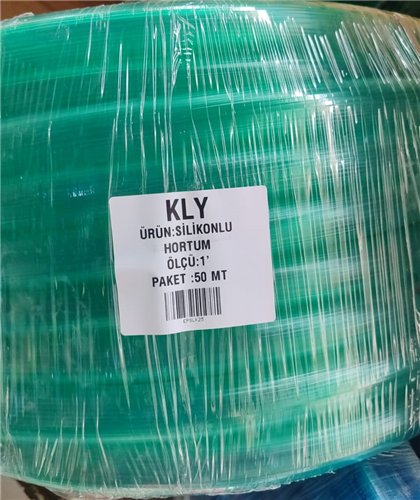 KLY
ÜRÜN:SİLİKONLU
HORTUM
ÖLÇÜ:1'
PAKET :50 MT